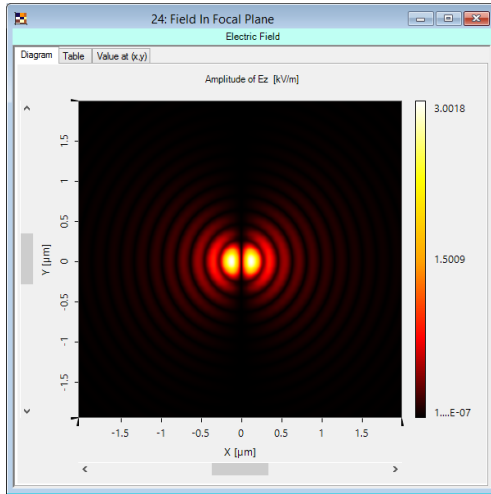 24: Field In Focal Plane
Electric Field
Diagram Table Value at (x,y)
Amplitude of Ez [kV/m]
3.0018
1.5009
1....E-07
Y [µm]
1.5
1
0.5
0
-0.5
-1
-1.5
-1.5 -1 -0.5 0 0.5 1 1.5
X [µm]